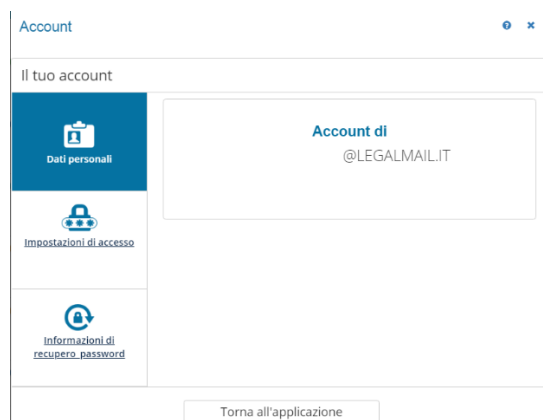 Account
Il tuo account
Dati personali
Account di
@LEGALMAIL.IT
Impostazioni di accesso
Informazioni di
recupero password
Torna all'applicazione